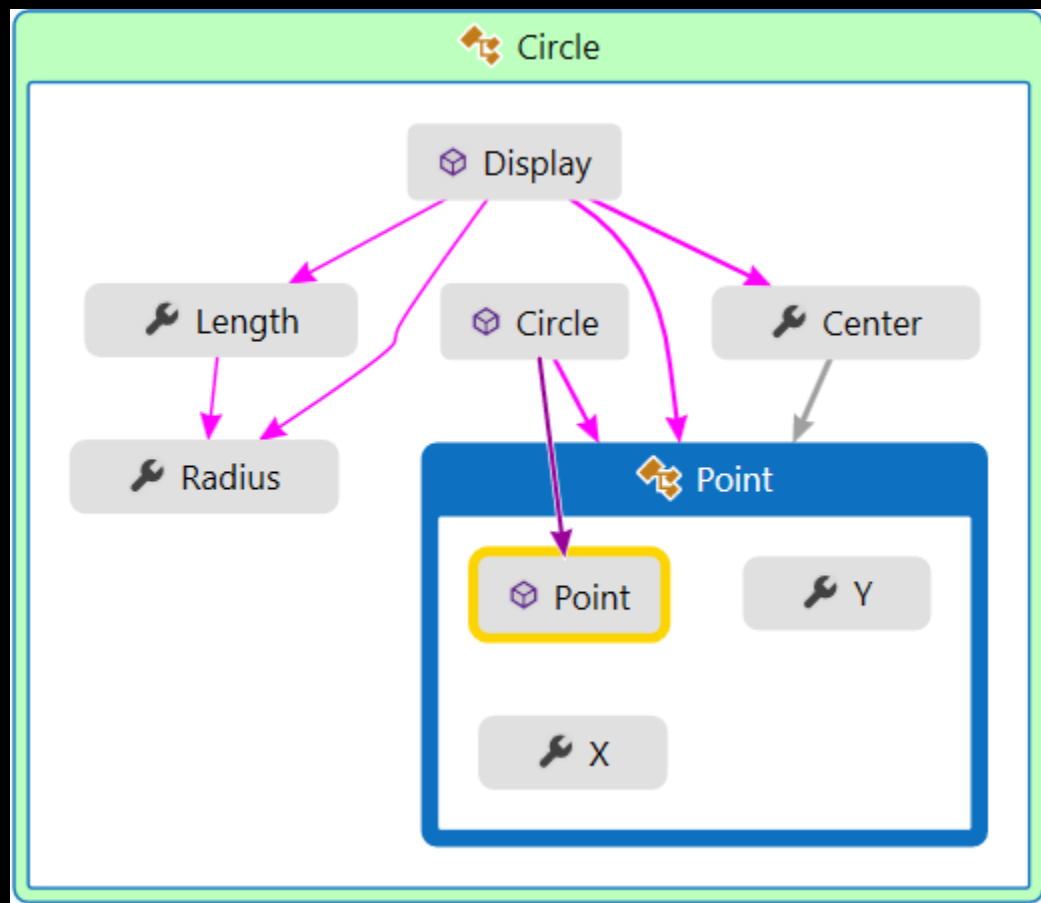 Circle
Display
Length
Circle
Center
Radius
Point
Point
Y
X